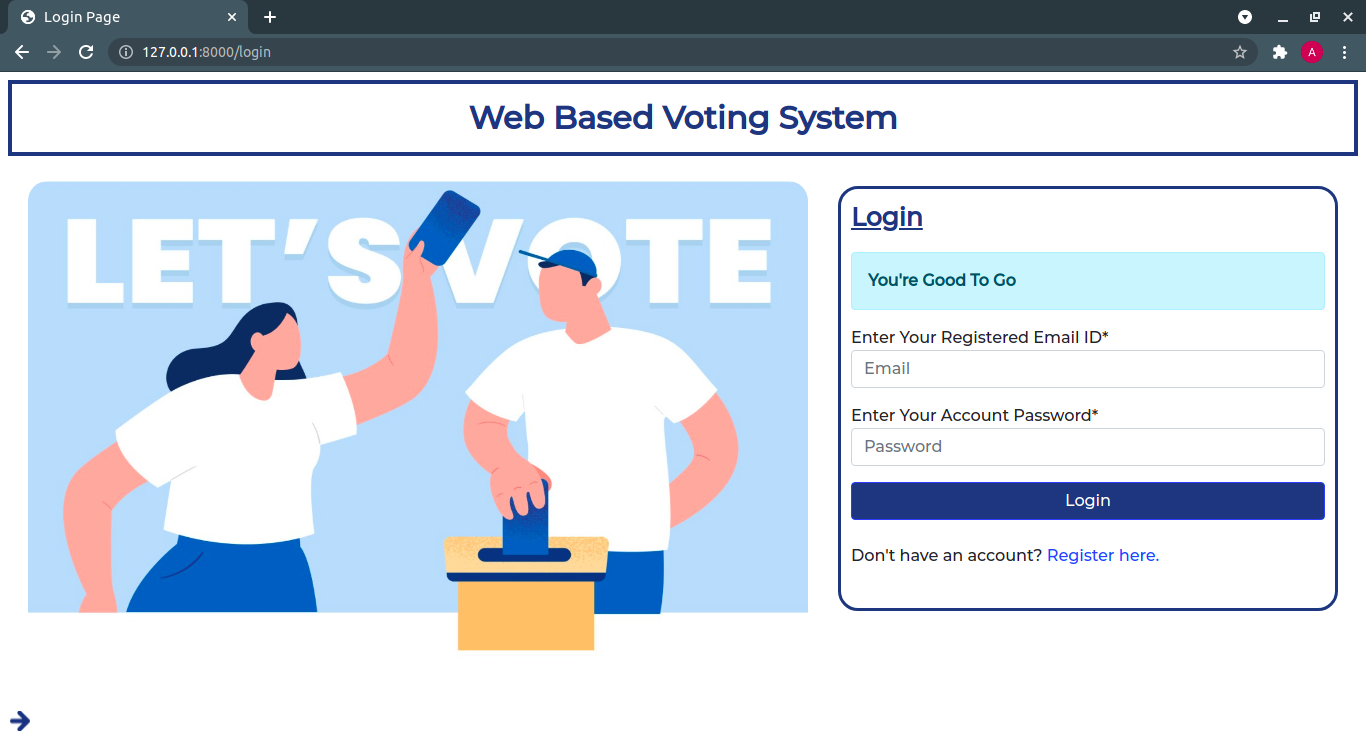 Login Page
127.0.0.1:8000/login
A
Web Based Voting System
LET'S VOTE
Login
You're Good To Go
Enter Your Registered Email ID*
Email
Enter Your Account Password*
Password
Login
Don't have an account? Register here.